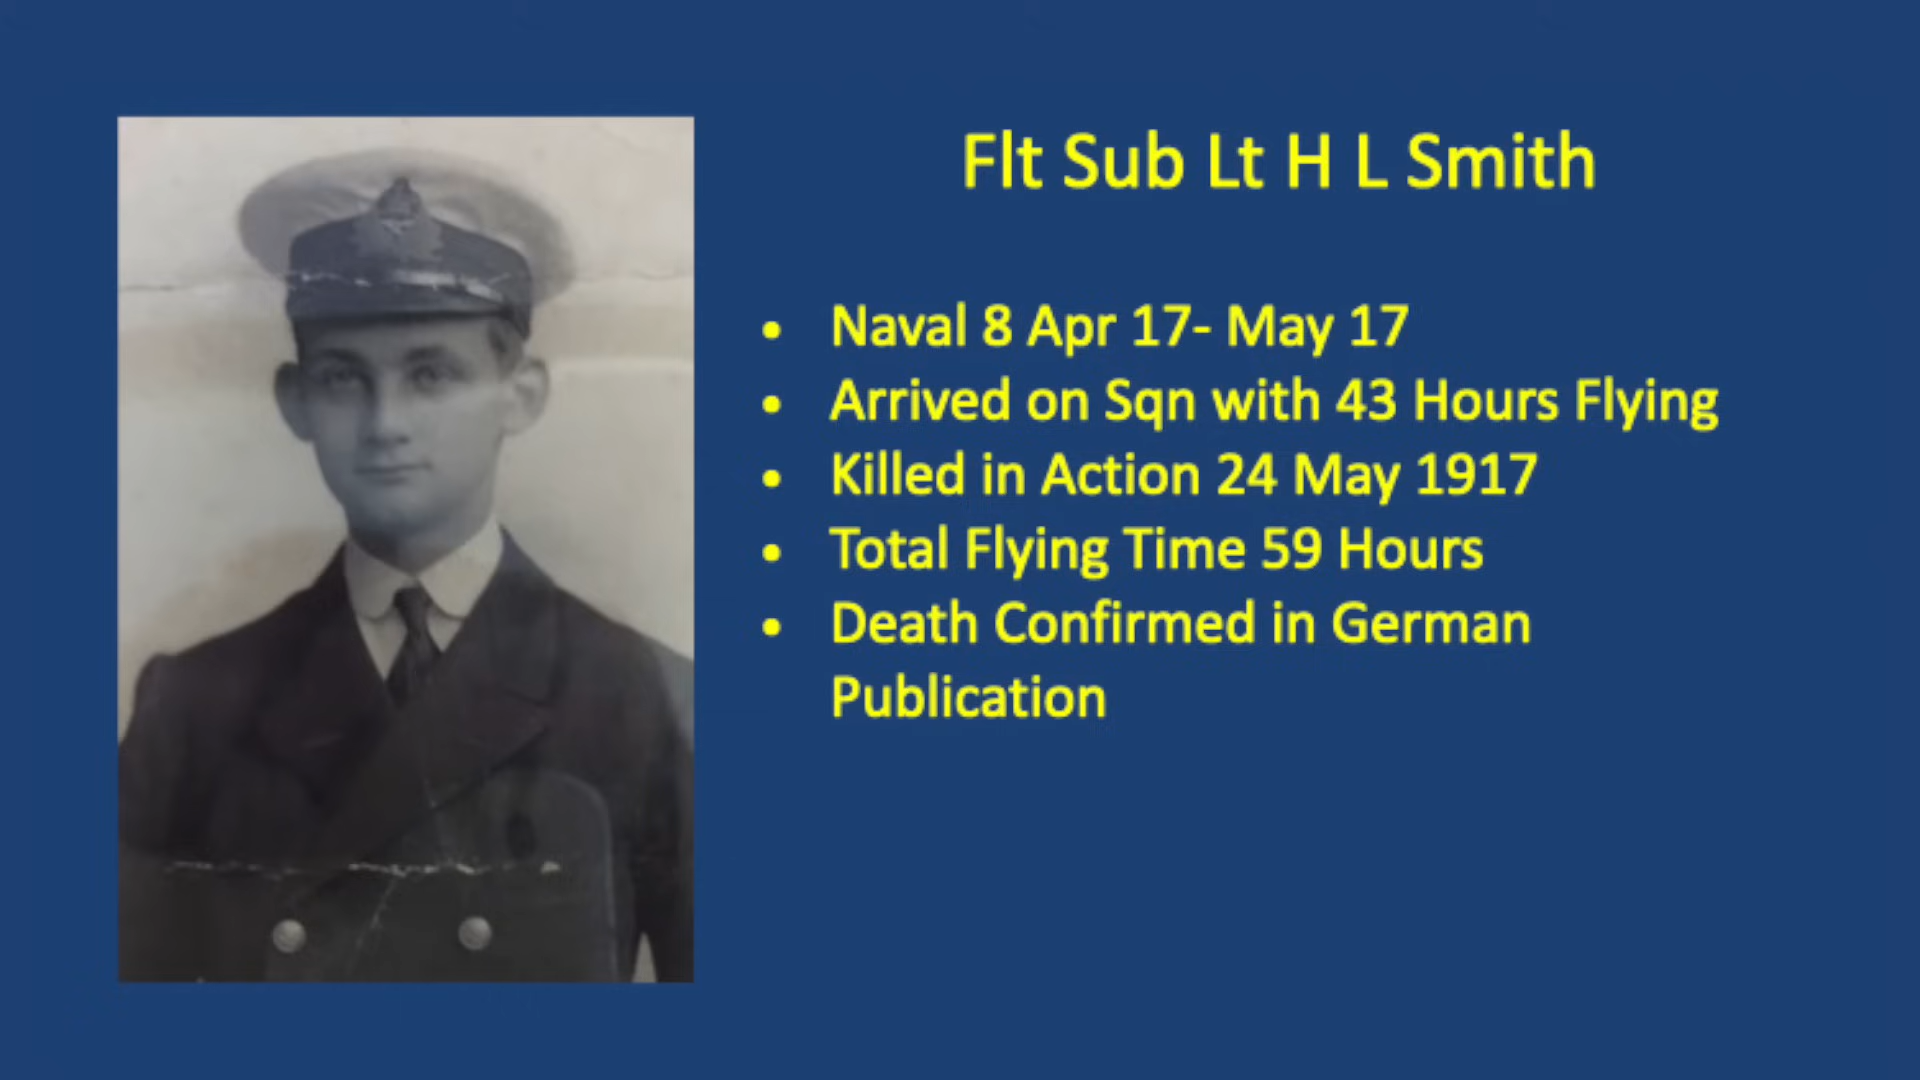 Flt Sub Lt H L Smith
• Naval 8 Apr 17- May 17
• Arrived on Sqn with 43 Hours Flying
• Killed in Action 24 May 1917
• Total Flying Time 59 Hours
• Death Confirmed in German
Publication